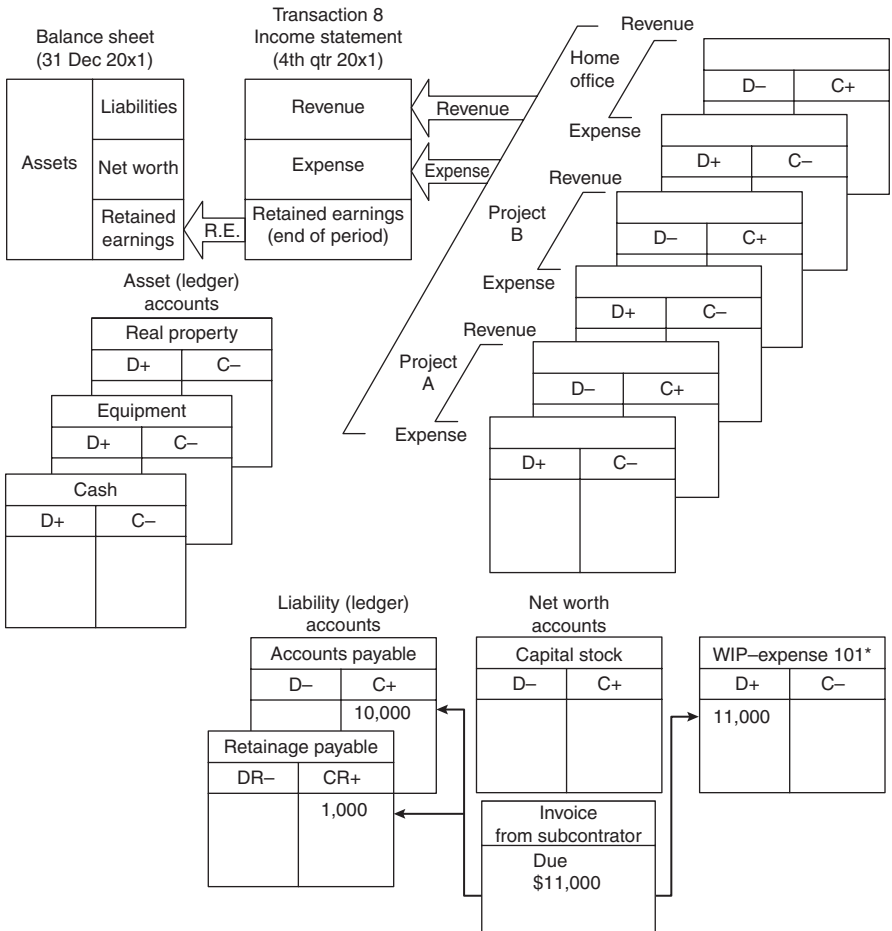 Balance sheet
(31 Dec 20x1)
Assets
Liabilities
Net worth
Retained
earnings
Transaction 8
Income statement
(4th qtr 20x1)
Revenue
Expense
Retained earnings
(end of period)
Revenue
Expense
R.E.
Revenue
Home
office
Expense
D– C+
D+ C–
Revenue
Project
B
Expense
D– C+
D+ C–
Revenue
Project
A
Expense
D– C+
D+ C–
Asset (ledger)
accounts
Real property
D+ C–
Equipment
D+ C–
Cash
D+ C–
Liability (ledger)
accounts
Accounts payable
D– C+
10,000
Retainage payable
DR– CR+
1,000
Net worth
accounts
Capital stock
D– C+
WIP–expense 101*
D+ C–
11,000
Invoice
from subcontrator
Due
$11,000